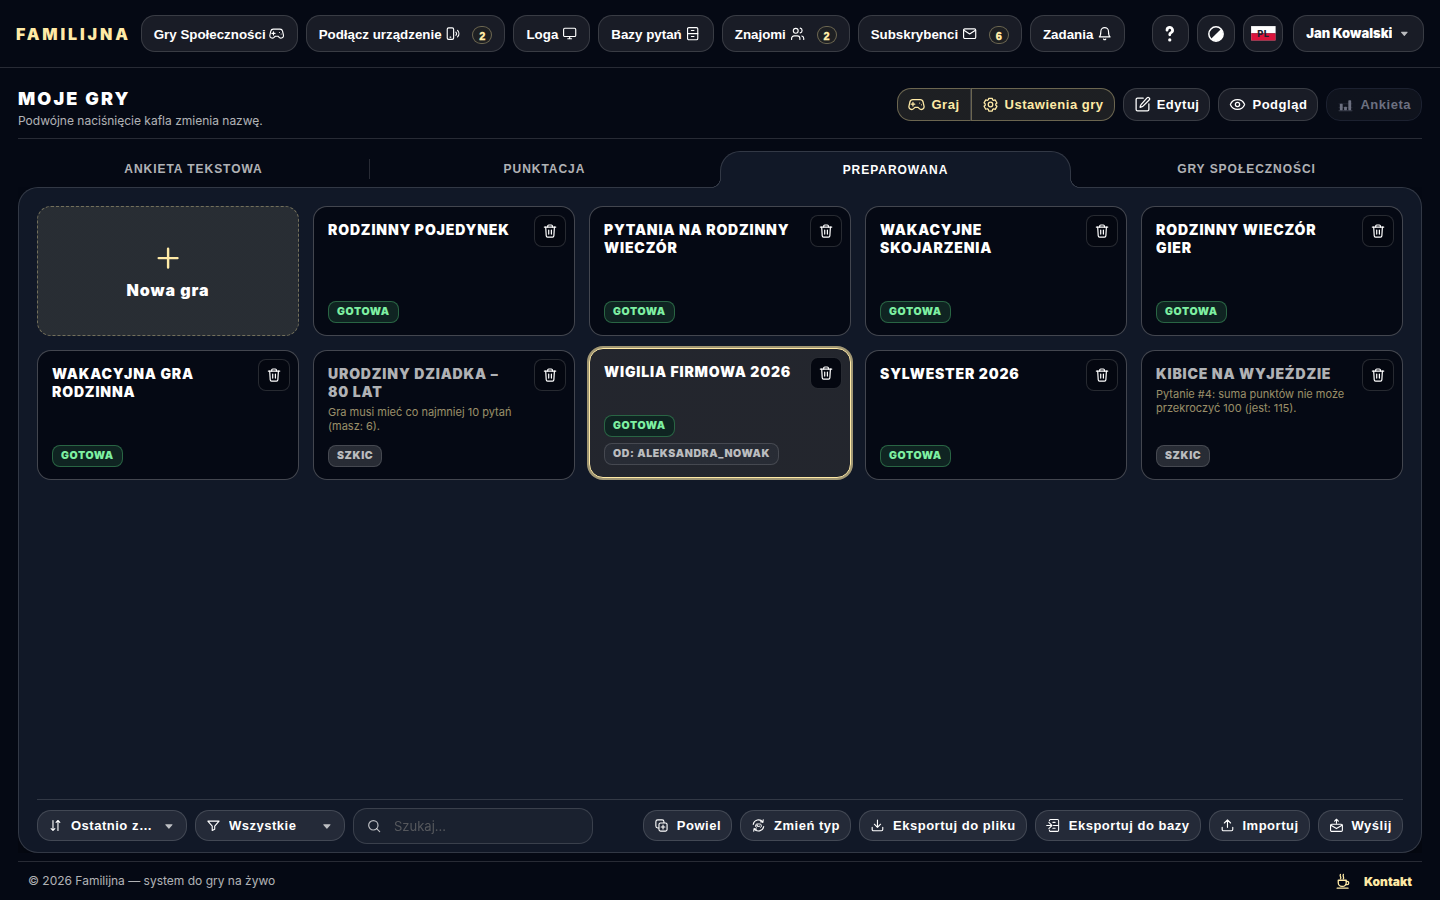 FAMILIJNA
Gry Społeczności
Podłącz urządzenie 2
Loga
Bazy pytań
Znajomi 2
Subskrybenci 6
Zadania
?
PL
Jan Kowalski
MOJE GRY
Podwójne naciśnięcie kafla zmienia nazwę.
Graj
Ustawienia gry
Edytuj
Podgląd
Ankieta
ANKIETA TEKSTOWA
PUNKTACJA
PREPAROWANA
GRY SPOŁECZNOŚCI
Nowa gra
RODZINNY POJEDYNEK
GOTOWA
PYTANIA NA RODZINNY
WIECZÓR
GOTOWA
WAKACYJNE
SKOJARZENIA
GOTOWA
RODZINNY WIECZÓR
GIER
GOTOWA
WAKACYJNA GRA
RODZINNA
GOTOWA
URODZINY DZIADKA –
80 LAT
Gra musi mieć co najmniej 10 pytań
(masz: 6).
SZKIC
WIGILIA FIRMOWA 2026
GOTOWA
OD: ALEKSANDRA_NOWAK
SYLWESTER 2026
GOTOWA
KIBICE NA WYJEŹDZIE
Pytanie #4: suma punktów nie może
przekroczyć 100 (jest: 115).
SZKIC
Ostatnio z...
Wszystkie
Szukaj...
Powiel
Zmień typ
Eksportuj do pliku
Eksportuj do bazy
Importuj
Wyślij
© 2026 Familijna — system do gry na żywo
Kontakt